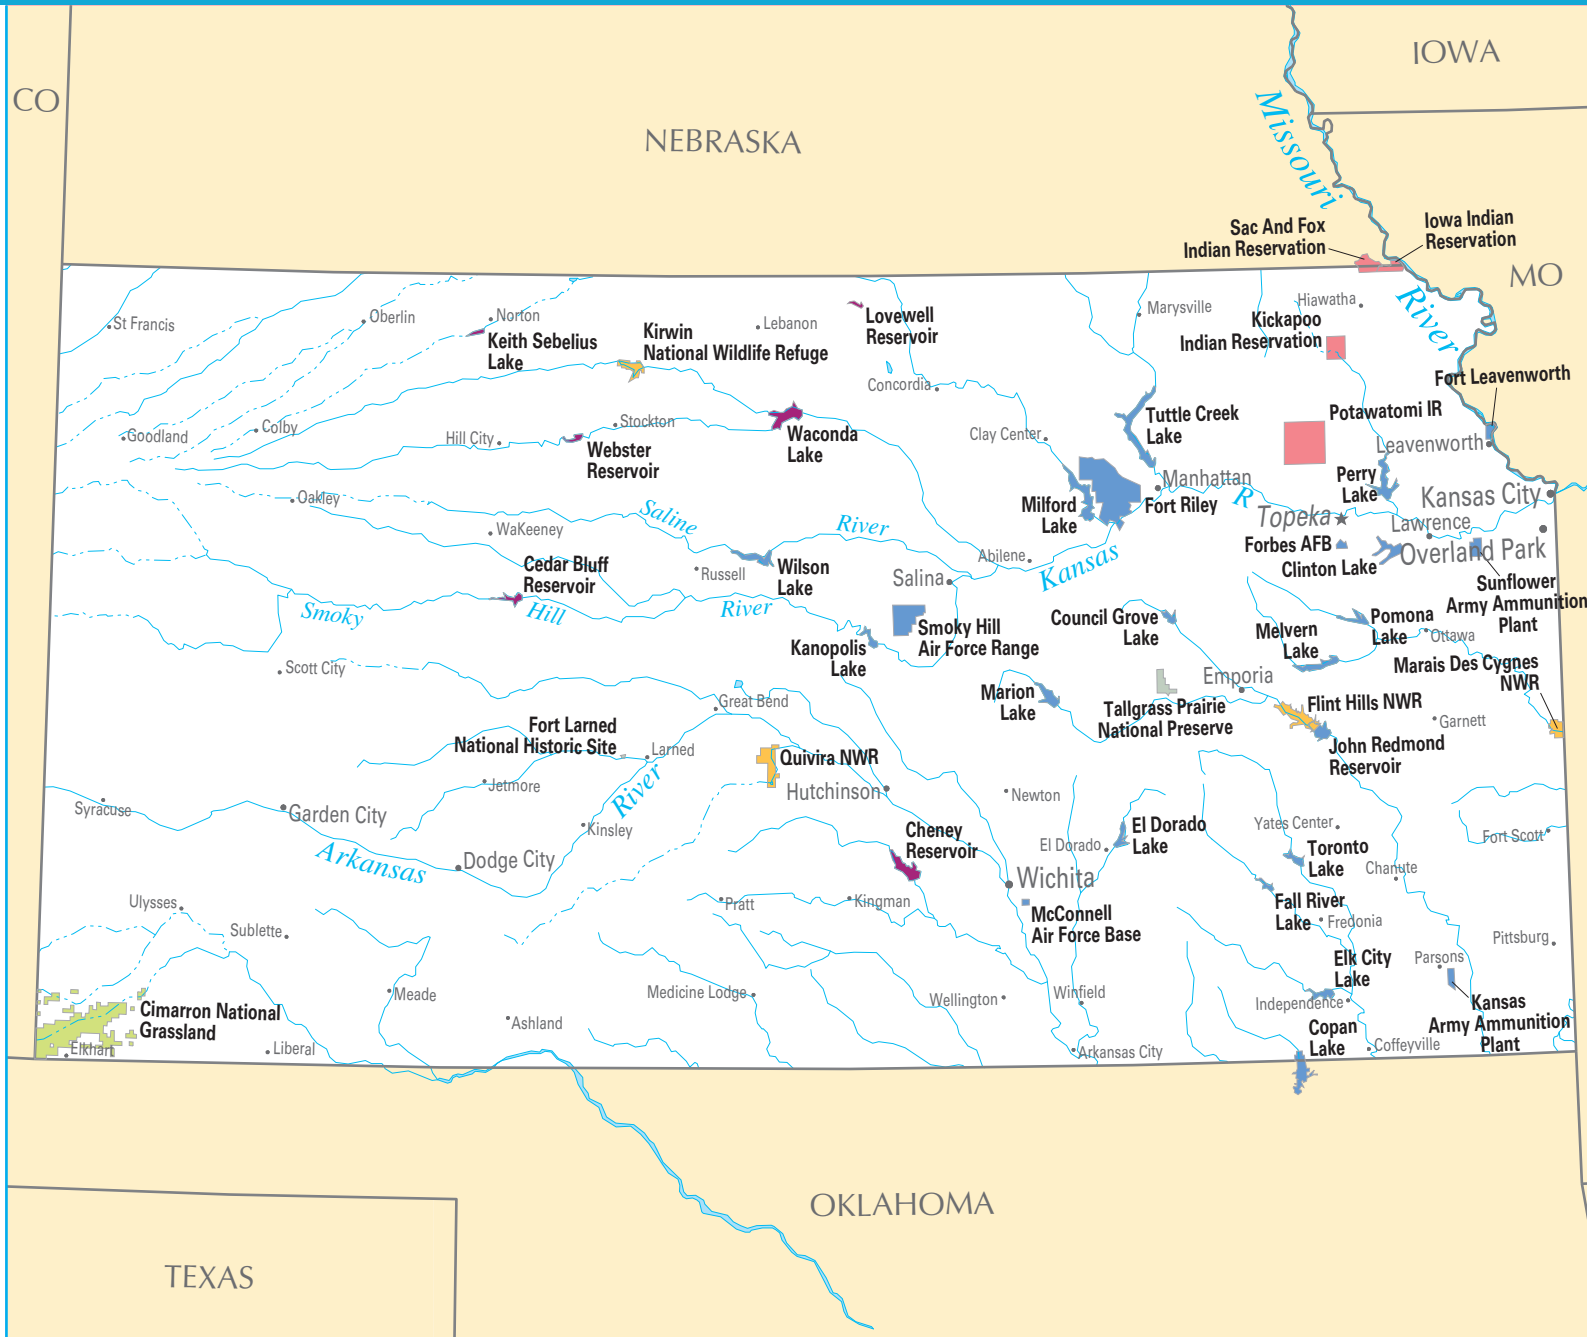 IOWA
CO
NEBRASKA
Missouri
River
MO
Sac And Fox
Indian Reservation
Iowa Indian
Reservation
St Francis
Oberlin
Norton
Keith Sebelius
Lake
Kirwin
National Wildlife Refuge
Lebanon
Lovewell
Reservoir
Marysville
Hiawatha
Kickapoo
Indian Reservation
Fort Leavenworth
Concordia
Goodland
Colby
Hill City
Stockton
Webster
Reservoir
Waconda
Lake
Clay Center
Tuttle Creek
Lake
Potawatomi IR
Leavenworth
Manhattan
Perry
Lake
Kansas City
Oakley
Saline
River
Milford
Lake
Fort Riley
R
Topeka
Lawrence
WaKeeney
Forbes AFB
Overland Park
Clinton Lake
Cedar Bluff
Reservoir
Russell
Wilson
Lake
Abilene
Kansas
Salina
Sunflower
Army Ammunition
Plant
Smoky
Hill
River
Smoky Hill
Air Force Range
Council Grove
Lake
Pomona
Lake
Ottawa
Melvern
Lake
Kanopolis
Lake
Marais Des Cygnes
NWR
Scott City
Emporia
Marion
Lake
Tallgrass Prairie
National Preserve
Flint Hills NWR
Garnett
Great Bend
Fort Larned
National Historic Site
Larned
John Redmond
Reservoir
Quivira NWR
Hutchinson
Jetmore
River
Newton
Syracuse
Garden City
Kinsley
Cheney
Reservoir
El Dorado
El Dorado
Lake
Yates Center
Toronto
Lake
Fort Scott
Arkansas
Dodge City
Wichita
Chanute
Ulysses
Pratt
Kingman
McConnell
Air Force Base
Fall River
Lake
Fredonia
Sublette
Pittsburg
Elk City
Lake
Parsons
Meade
Medicine Lodge
Wellington
Winfield
Independence
Kansas
Army Ammunition
Plant
Cimarron National
Grassland
Ashland
Elkhart
Liberal
Arkansas City
Copan
Lake
Coffeyville
OKLAHOMA
TEXAS